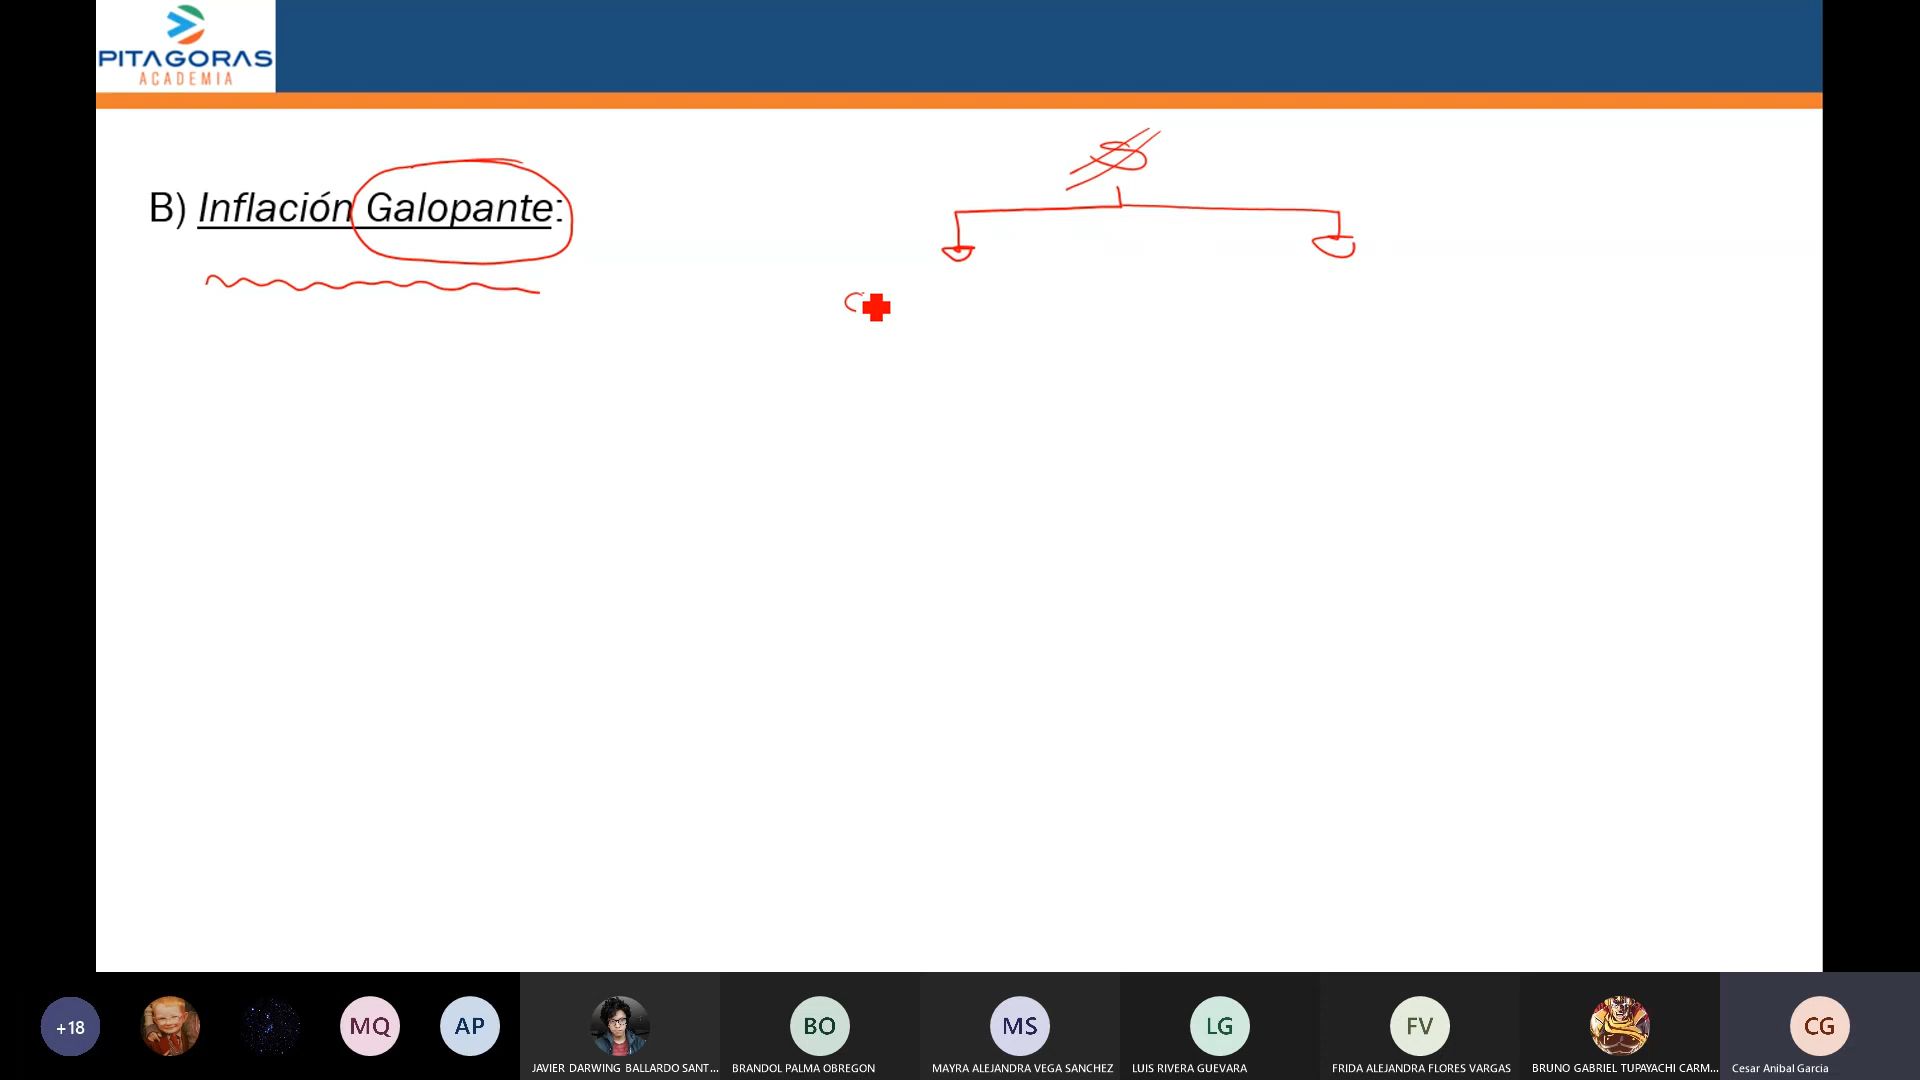 PITAGORAS
ACADEMIA
B) Inflación Galopante:
$
+18
MQ
AP
BO
MS
LG
FV
CG
JAVIER DARWING BALLARDO SANT...
BRANDOL PALMA OBREGON
MAYRA ALEJANDRA VEGA SANCHEZ
LUIS RIVERA GUEVARA
FRIDA ALEJANDRA FLORES VARGAS
BRUNO GABRIEL TUPAYACHI CARM...
Cesar Anibal Garcia